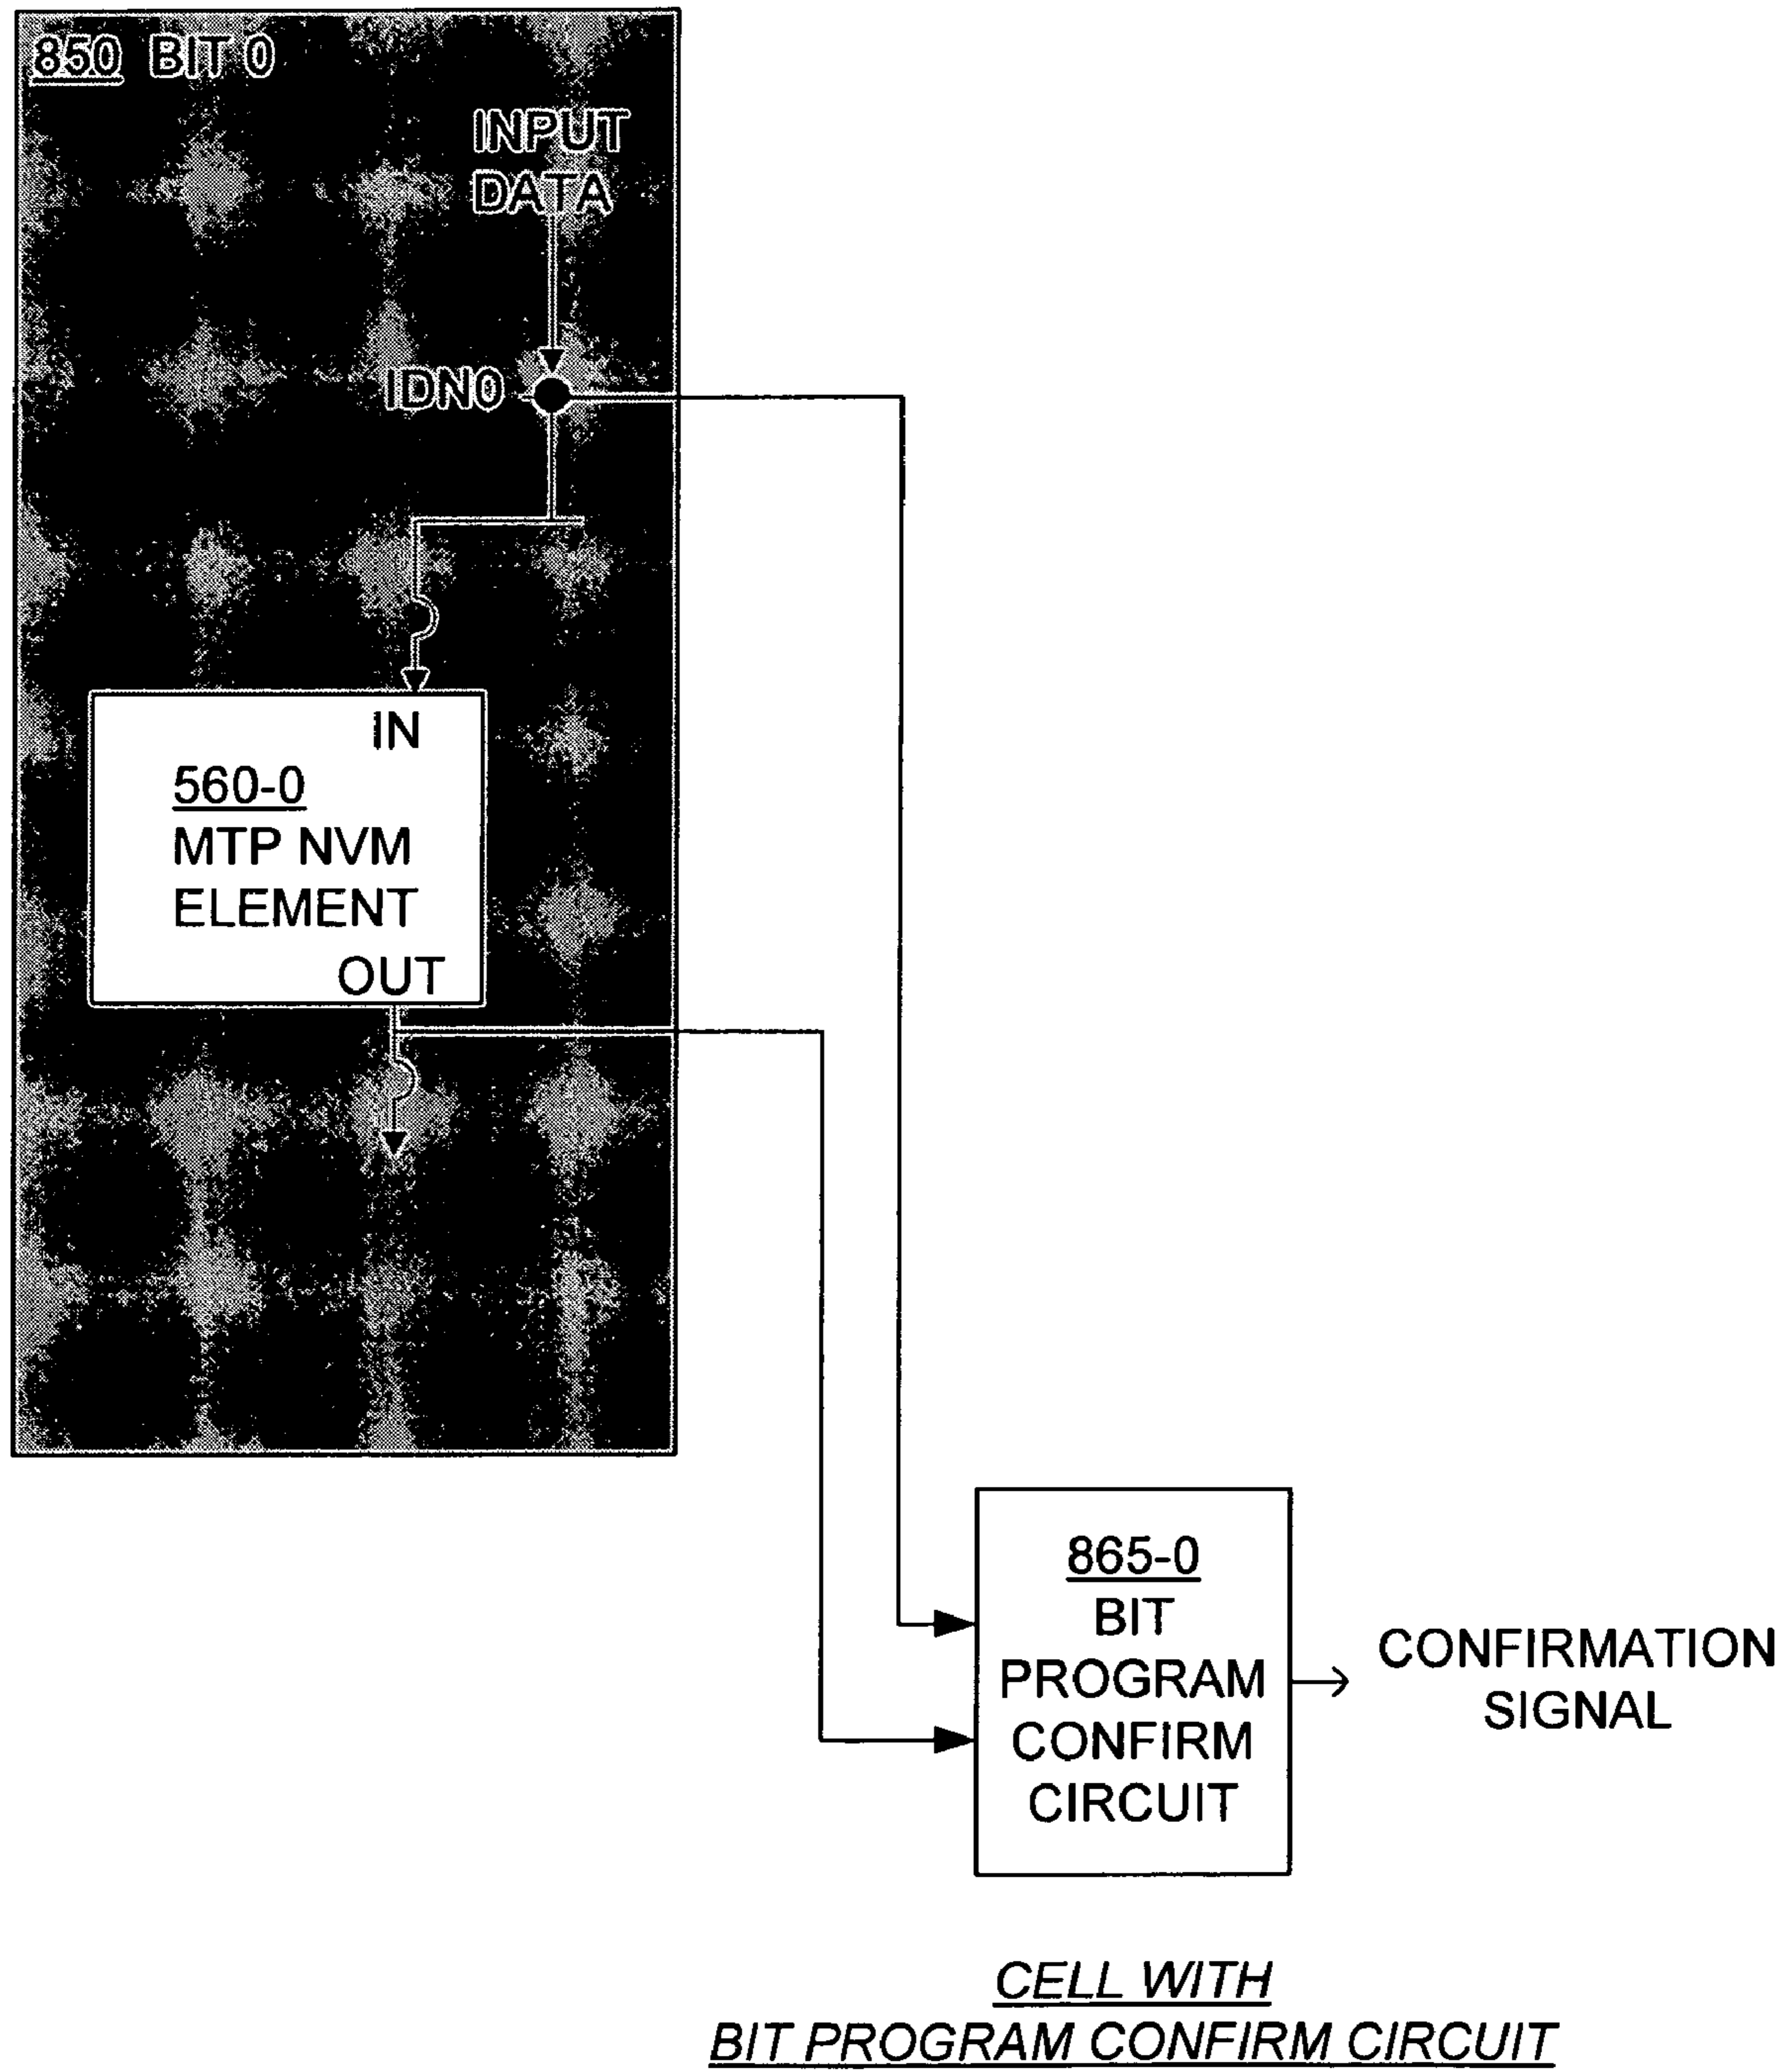 850 BIT 0
INPUT
DATA
IDN0
IN
560-0
MTP NVM
ELEMENT
OUT
865-0
BIT
PROGRAM
CONFIRM
CIRCUIT
CONFIRMATION
SIGNAL
CELL WITH
BIT PROGRAM CONFIRM CIRCUIT